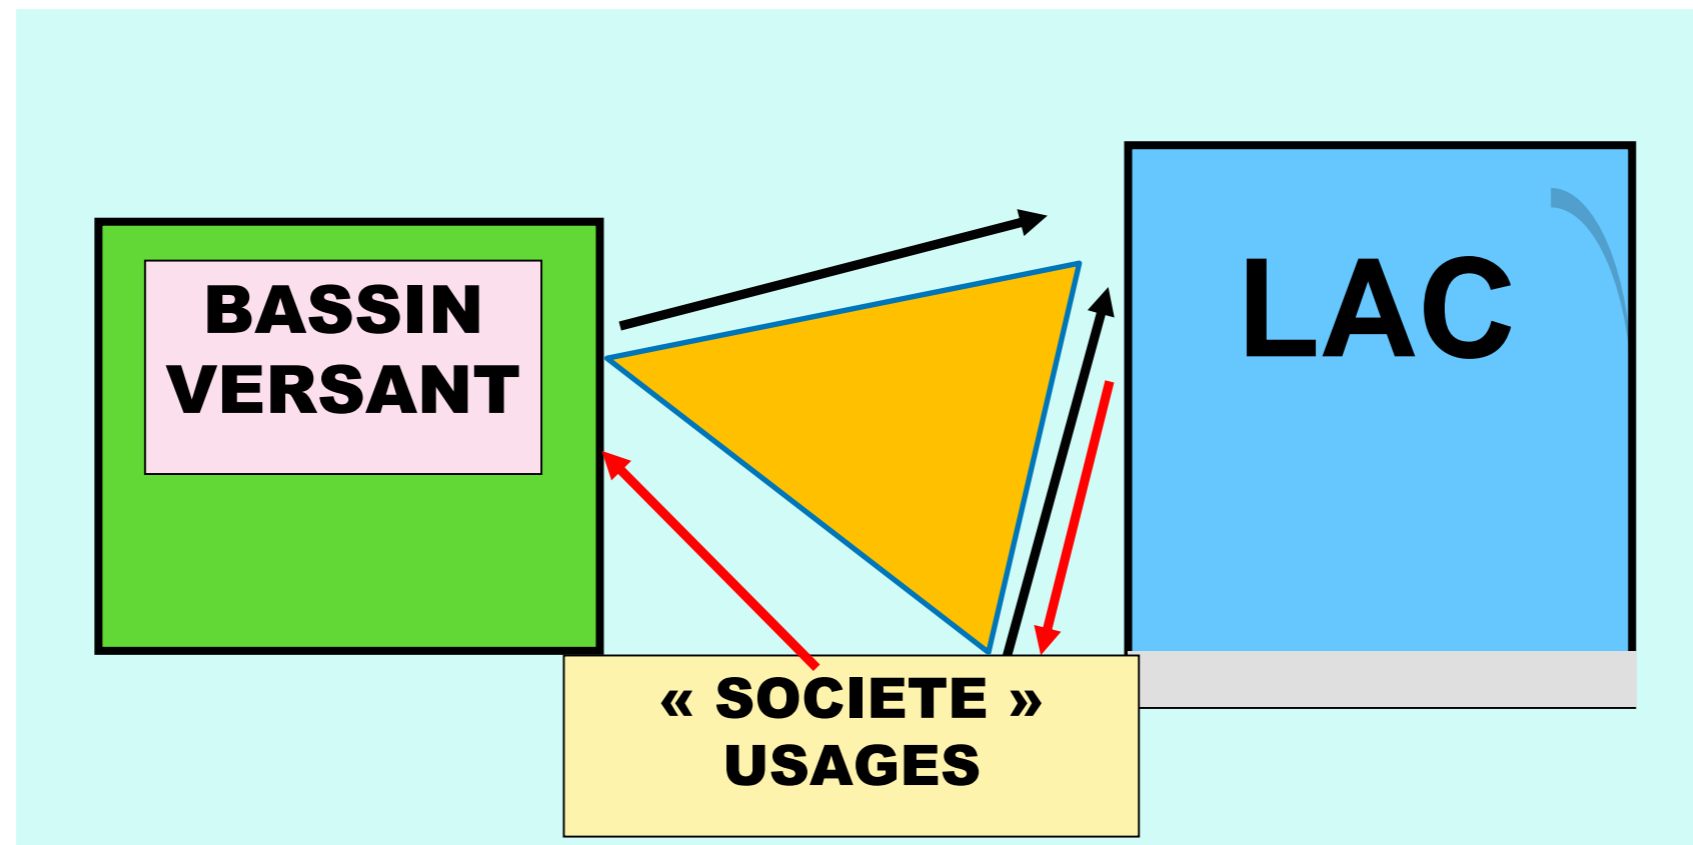 BASSIN
VERSANT
LAC
« SOCIETE »
USAGES